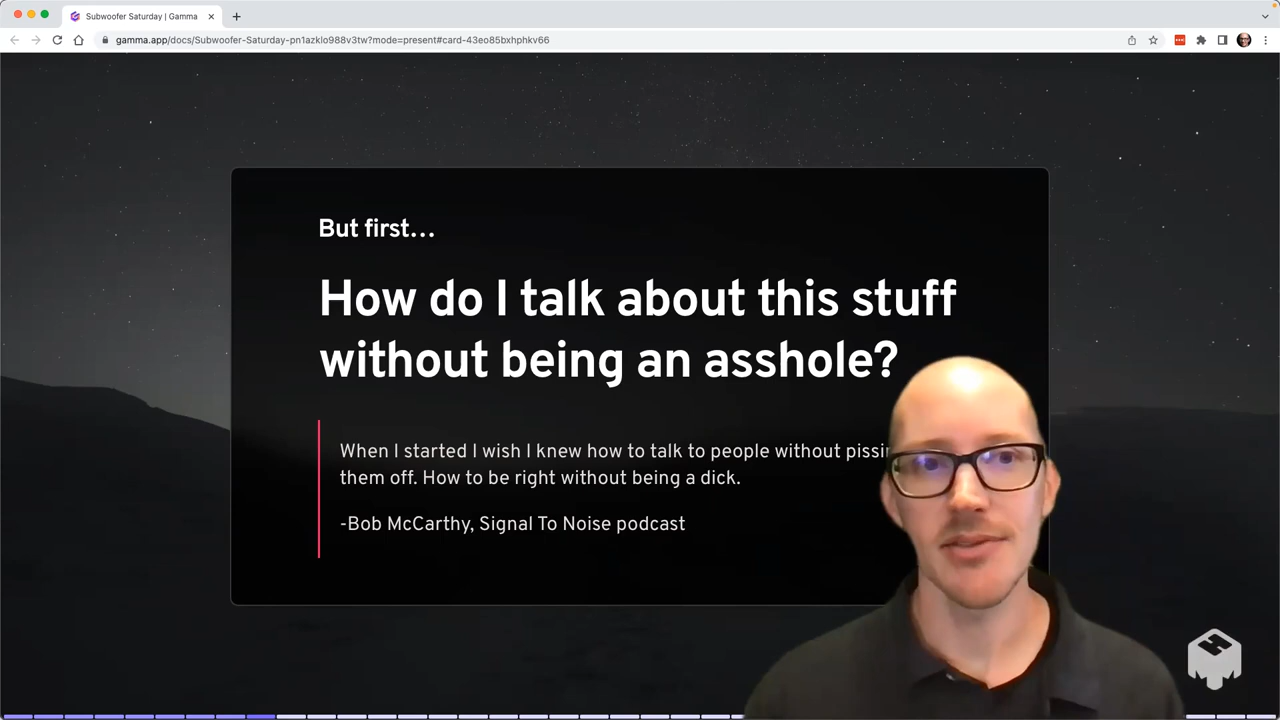 Subwoofer Saturday | Gamma
gamma.app/docs/Subwoofer-Saturday-pn1azklo988v3tw?mode=present#card-43eo85bxhphkv66
But first...
How do I talk about this stuff
without being an asshole?
When I started I wish I knew how to talk to people without pissin
them off. How to be right without being a dick.
-Bob McCarthy, Signal To Noise podcast